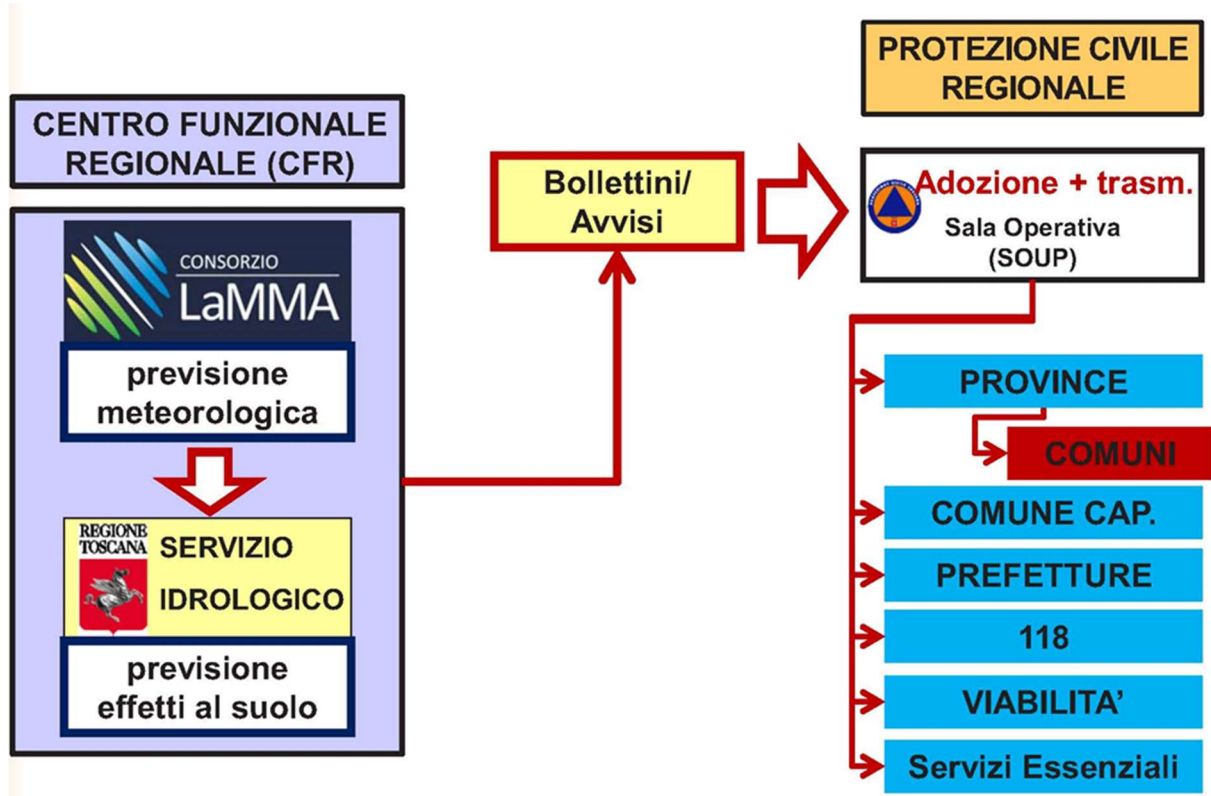 CENTRO FUNZIONALE
REGIONALE (CFR)
CONSORZIO
LaMMA
previsione
meteorologica
REGIONE
TOSCANA
SERVIZIO
IDROLOGICO
previsione
effetti al suolo
Bollettini/
Avvisi
PROTEZIONE CIVILE
REGIONALE
Adozione + trasm.
Sala Operativa
(SOUP)
PROVINCE
COMUNI
COMUNE CAP.
PREFETTURE
118
VIABILITA’
Servizi Essenziali